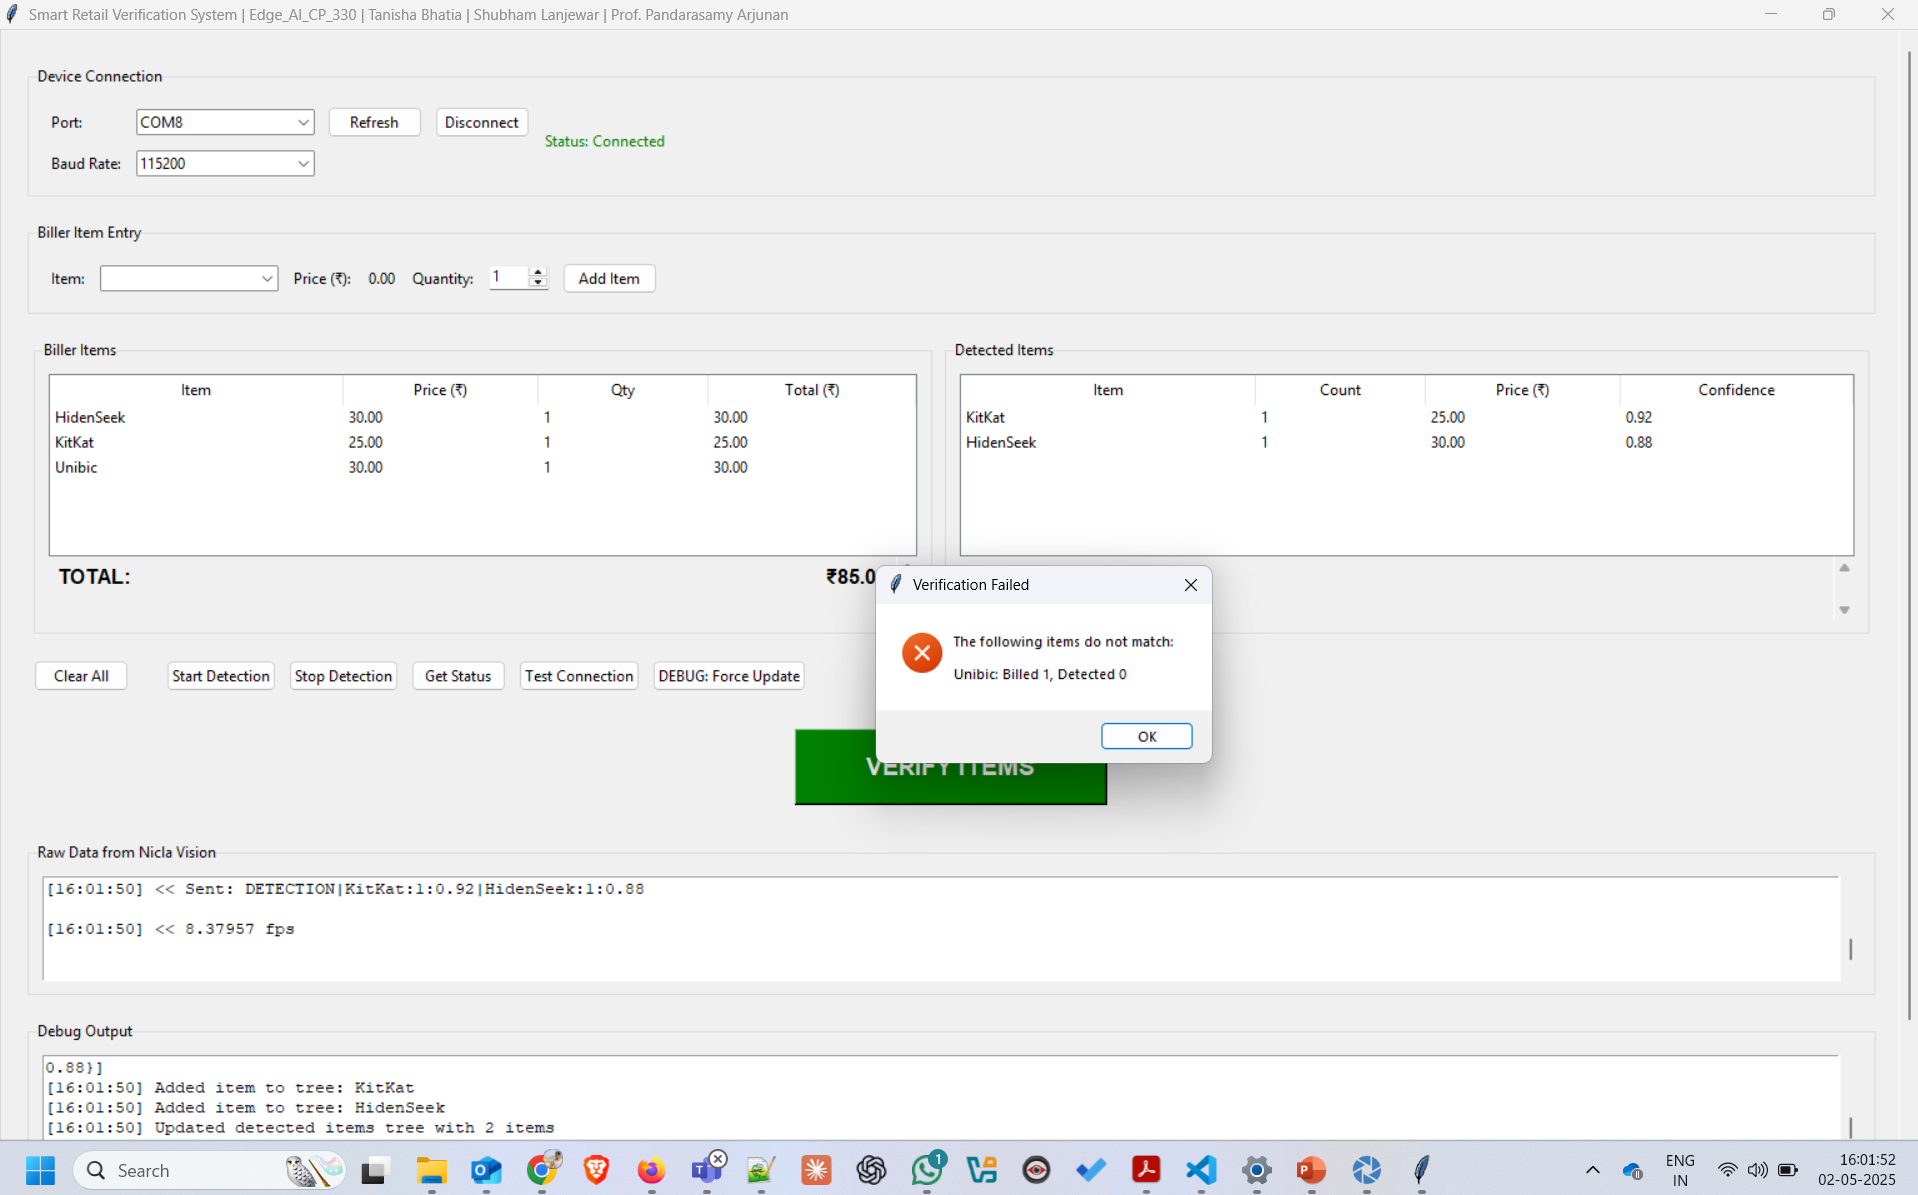 Smart Retail Verification System | Edge_AI_CP_330 | Tanisha Bhatia | Shubham Lanjewar | Prof. Pandarasamy Arjunan
Device Connection
Port: COM8 Refresh Disconnect
Status: Connected
Baud Rate: 115200
Biller Item Entry
Item: Price (₹): 0.00 Quantity: 1 Add Item
Biller Items
Item Price (₹) Qty Total (₹)
HidenSeek 30.00 1 30.00
KitKat 25.00 1 25.00
Unibic 30.00 1 30.00
TOTAL: ₹85.0
Detected Items
Item Count Price (₹) Confidence
KitKat 1 25.00 0.92
HidenSeek 1 30.00 0.88
Verification Failed
The following items do not match:
Unibic: Billed 1, Detected 0
OK
Clear All Start Detection Stop Detection Get Status Test Connection DEBUG: Force Update
VERIFY ITEMS
Raw Data from Nicla Vision
[16:01:50] << Sent: DETECTION|KitKat:1:0.92|HidenSeek:1:0.88
[16:01:50] << 8.37957 fps
Debug Output
0.88}]
[16:01:50] Added item to tree: KitKat
[16:01:50] Added item to tree: HidenSeek
[16:01:50] Updated detected items tree with 2 items
Search
1
ENG
IN
16:01:52
02-05-2025